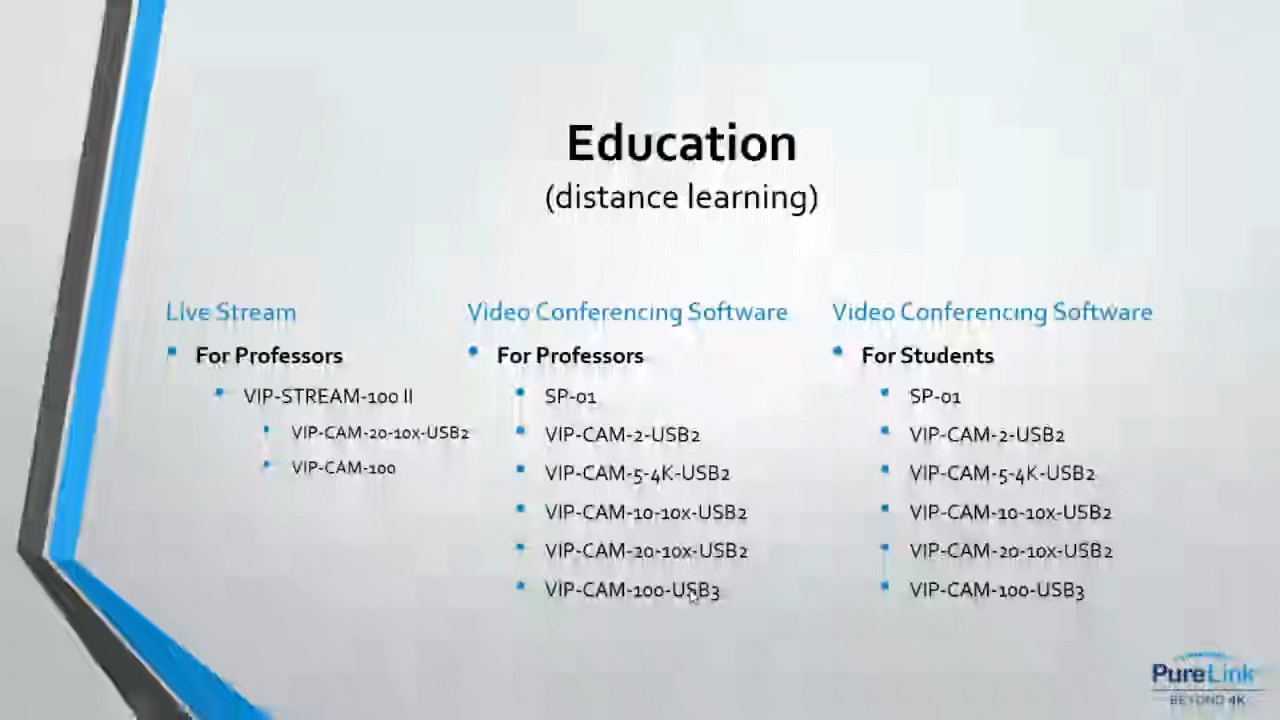 Education
(distance learning)
Live Stream
For Professors
VIP-STREAM-100 II
VIP-CAM-20-10x-USB2
VIP-CAM-100
Video Conferencing Software
For Professors
SP-01
VIP-CAM-2-USB2
VIP-CAM-5-4K-USB2
VIP-CAM-10-10x-USB2
VIP-CAM-20-10x-USB2
VIP-CAM-100-USB3
Video Conferencing Software
For Students
SP-01
VIP-CAM-2-USB2
VIP-CAM-5-4K-USB2
VIP-CAM-10-10x-USB2
VIP-CAM-20-10x-USB2
VIP-CAM-100-USB3
PureLink
BEYOND 4K